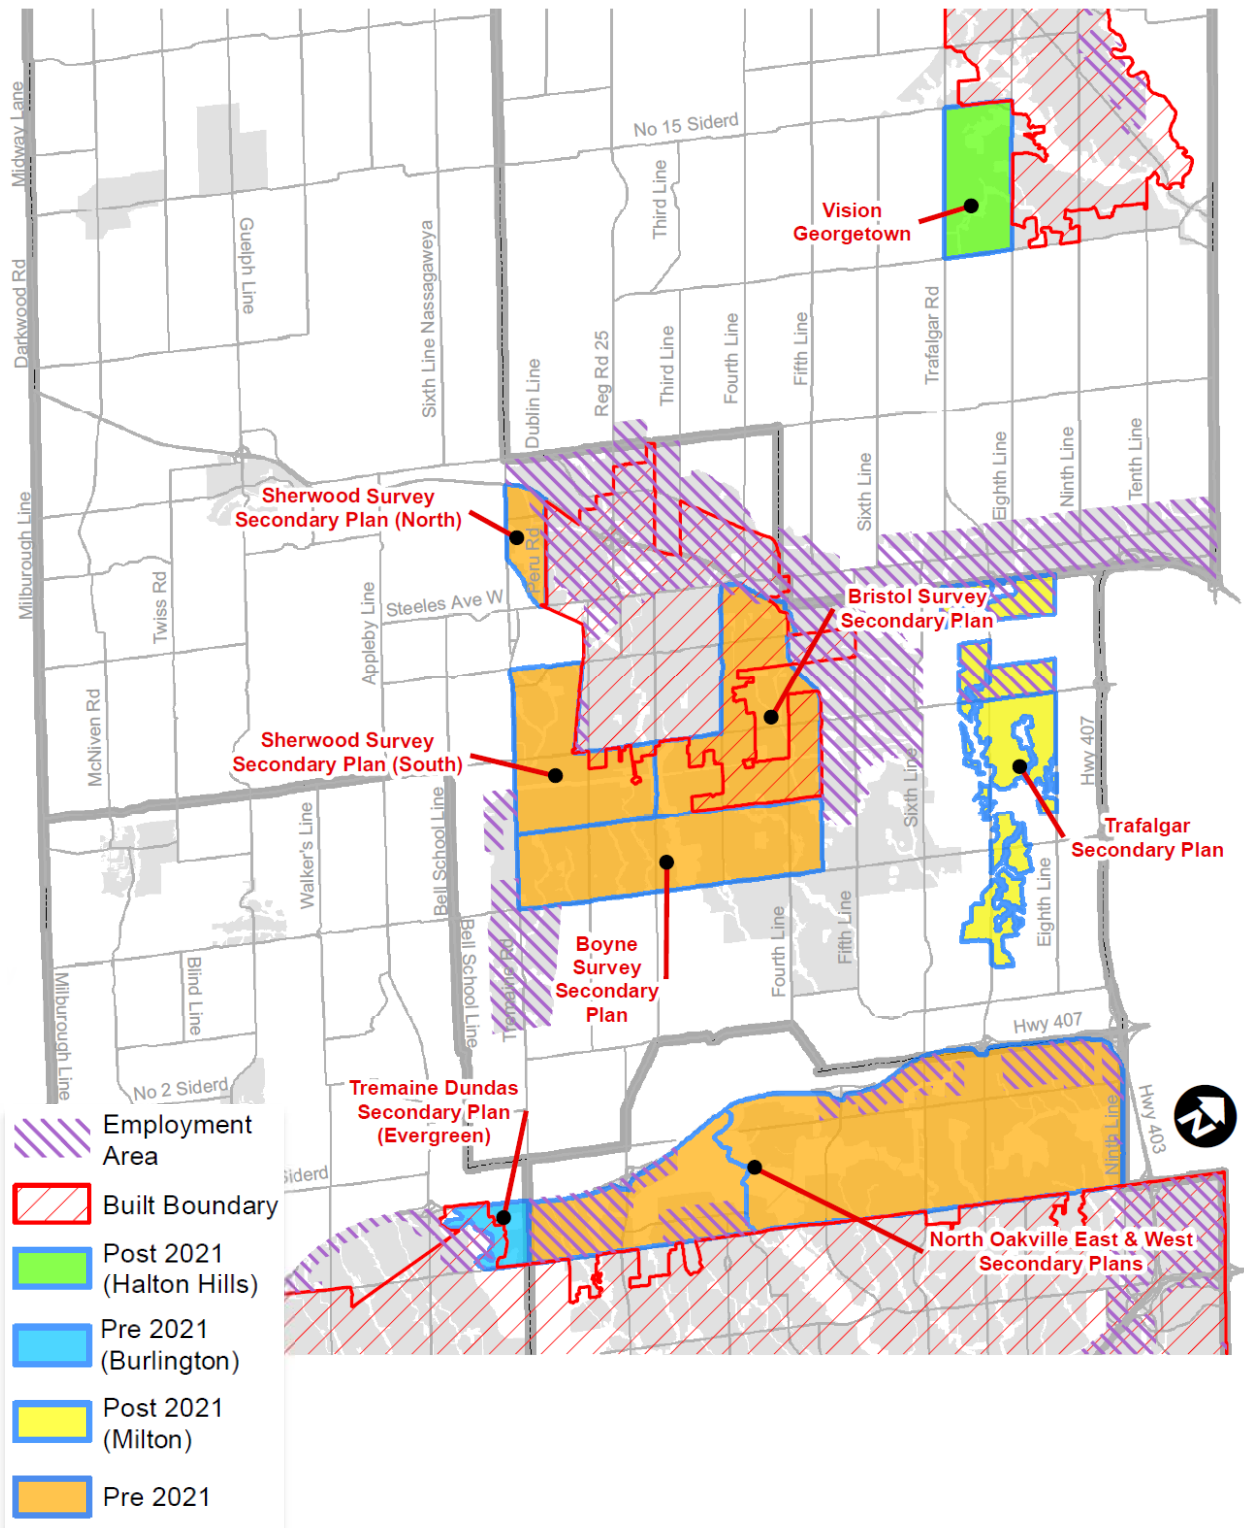 Midway Lane
No 15 Siderd
Third Line
Vision
Georgetown
Guelph Line
Sixth Line Nassagaweya
Darkwood Rd
Dublin Line
Reg Rd 25
Third Line
Fourth Line
Fifth Line
Trafalgar Rd
Sixth Line
Eighth Line
Ninth Line
Tenth Line
Sherwood Survey
Secondary Plan (North)
Milburough Line
Peru Rd
Twiss Rd
Appleby Line
Steeles Ave W
Bristol Survey
Secondary Plan
McNiven Rd
Sherwood Survey
Secondary Plan (South)
Hwy 407
Sixth Line
Trafalgar
Secondary Plan
Walker's Line
Bell School Line
Eighth Line
Bell School Line
Tremaine Rd
Boyne
Survey
Secondary
Plan
Fourth Line
Fifth Line
Blind Line
Milburough Line
Hwy 407
No 2 Siderd
Tremaine Dundas
Secondary Plan
(Evergreen)
Ninth Line
Hwy 403
N
Siderd
North Oakville East & West
Secondary Plans
Employment
Area
Built Boundary
Post 2021
(Halton Hills)
Pre 2021
(Burlington)
Post 2021
(Milton)
Pre 2021